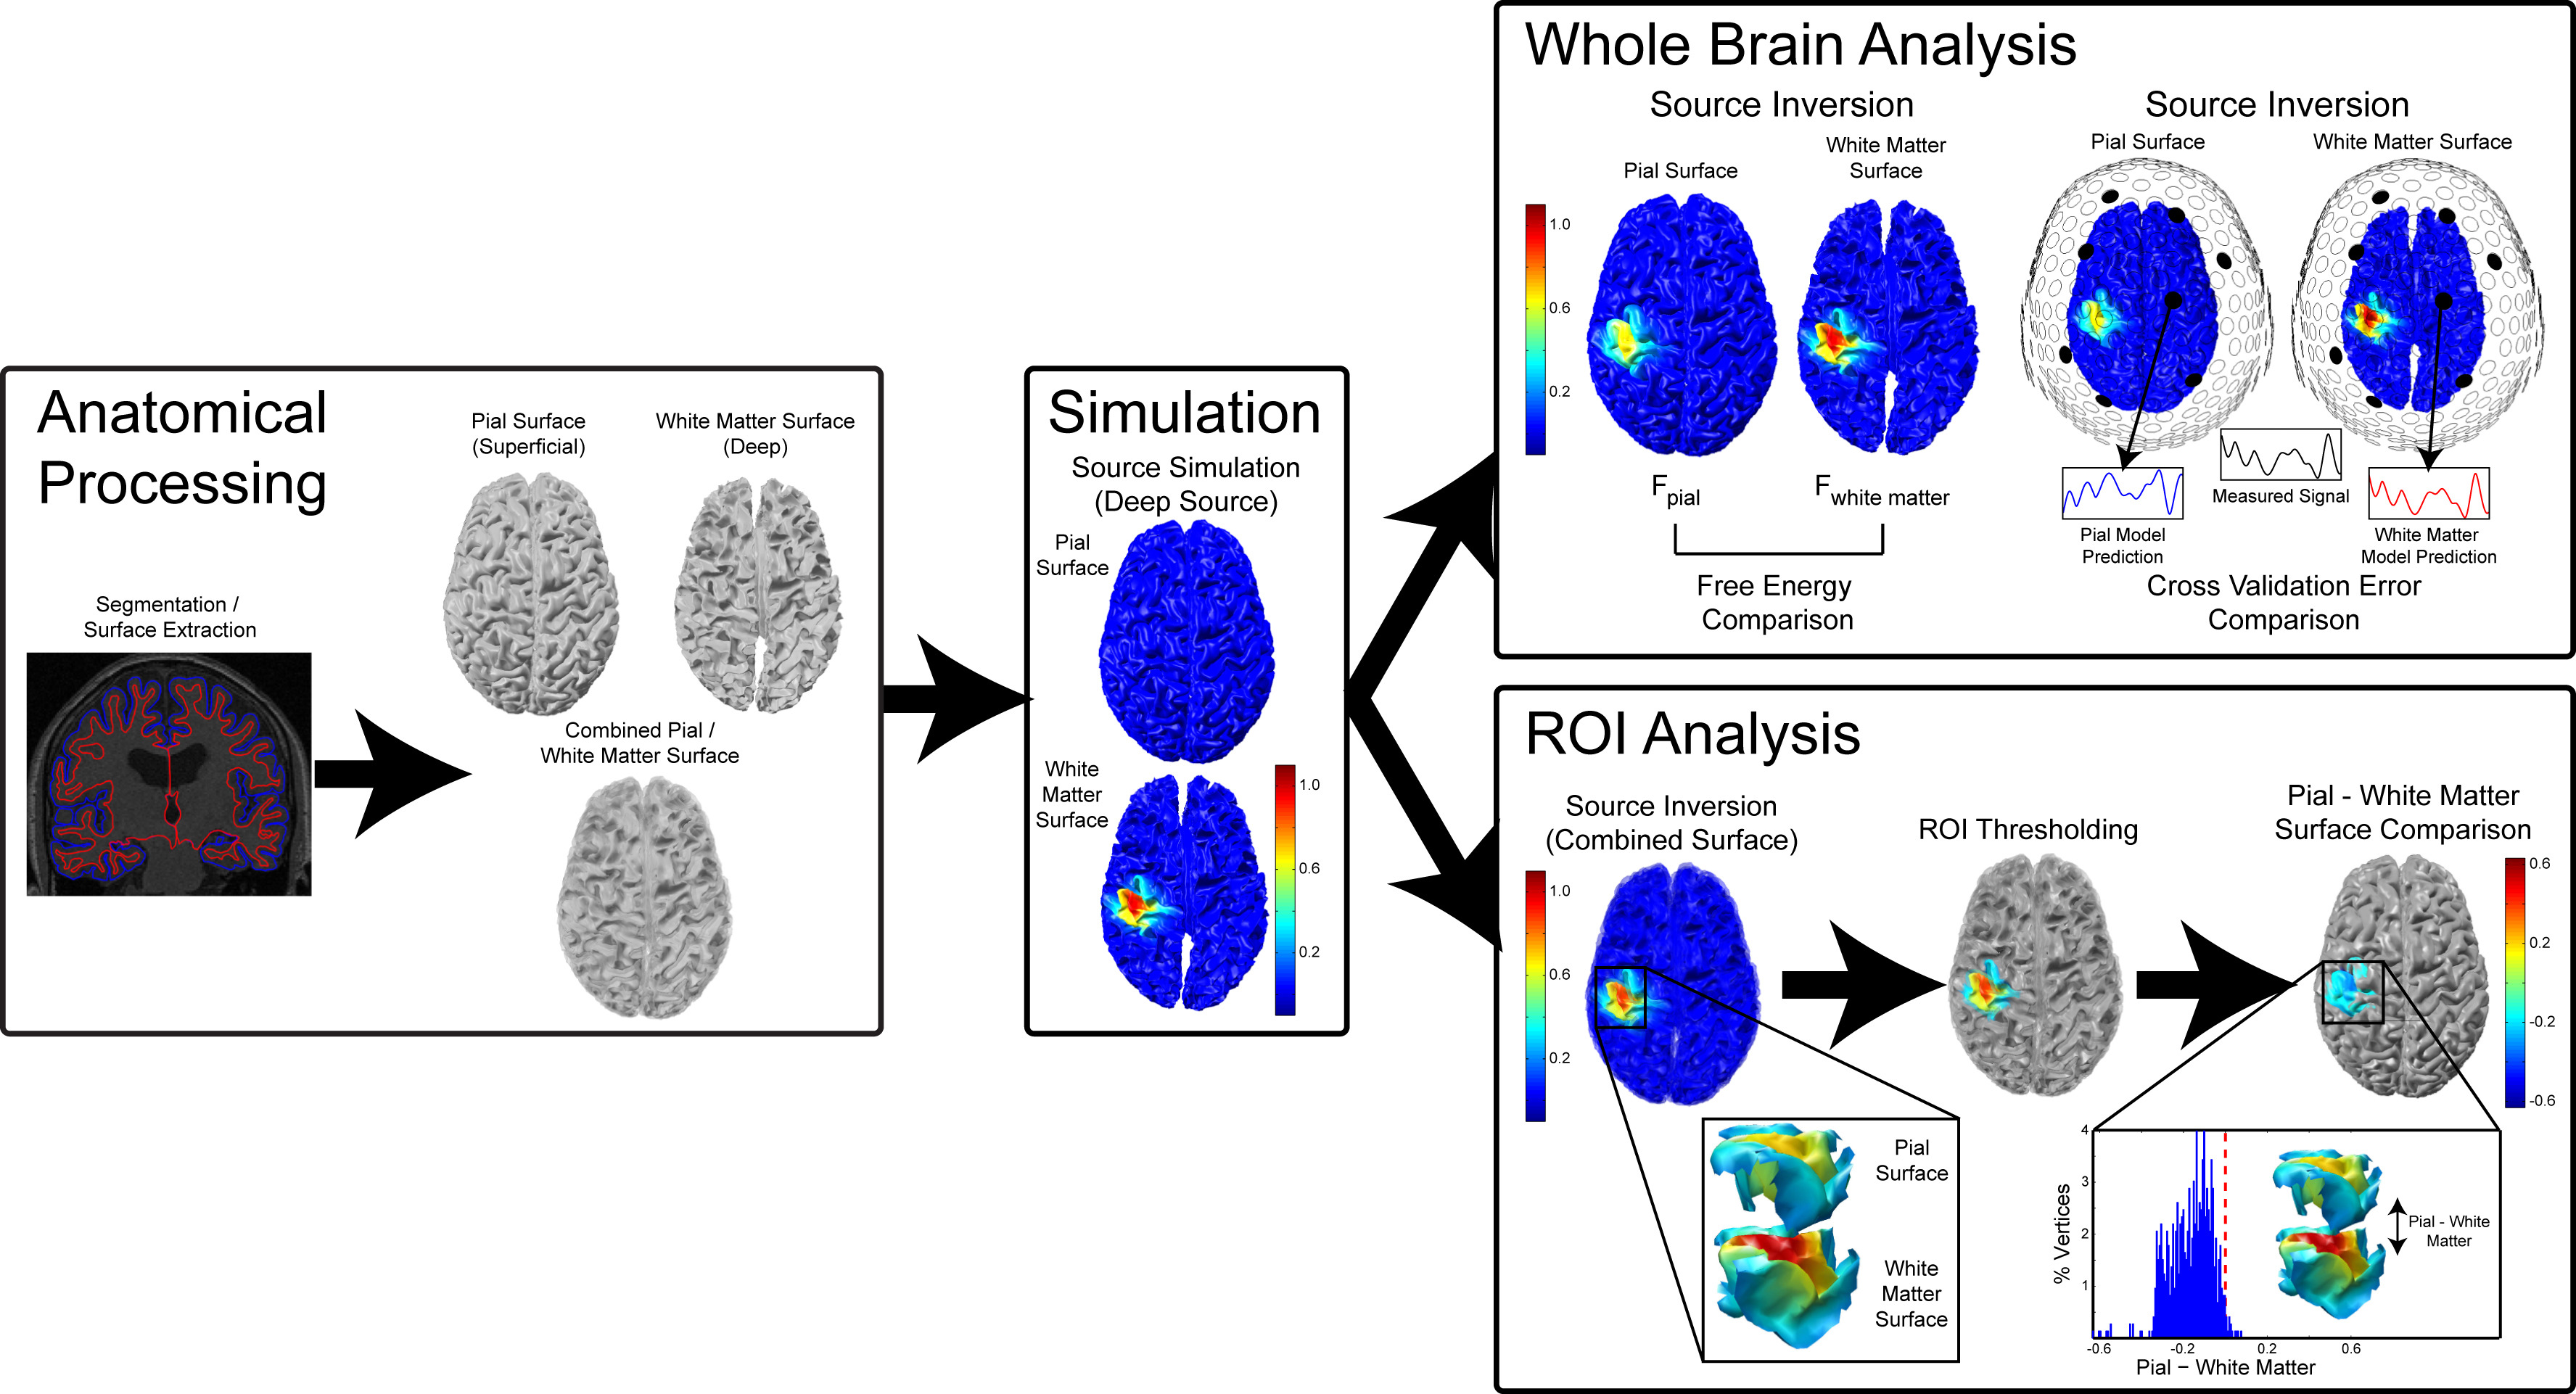 Anatomical
Processing
Segmentation /
Surface Extraction
Pial Surface
(Superficial)
White Matter Surface
(Deep)
Combined Pial /
White Matter Surface
Simulation
Source Simulation
(Deep Source)
Pial
Surface
White
Matter
Surface
1.0
0.6
0.2
Whole Brain Analysis
Source Inversion
Pial Surface
White Matter
Surface
1.0
0.6
0.2
Fpial
Fwhite matter
Free Energy
Comparison
Source Inversion
Pial Surface
White Matter Surface
Measured Signal
Pial Model
Prediction
White Matter
Model Prediction
Cross Validation Error
Comparison
ROI Analysis
Source Inversion
(Combined Surface)
1.0
0.6
0.2
Pial
Surface
White
Matter
Surface
ROI Thresholding
Pial - White Matter
Surface Comparison
0.6
0.2
-0.2
-0.6
% Vertices
4
3
2
1
-0.6
-0.2
0.2
0.6
Pial − White Matter
Pial - White
Matter